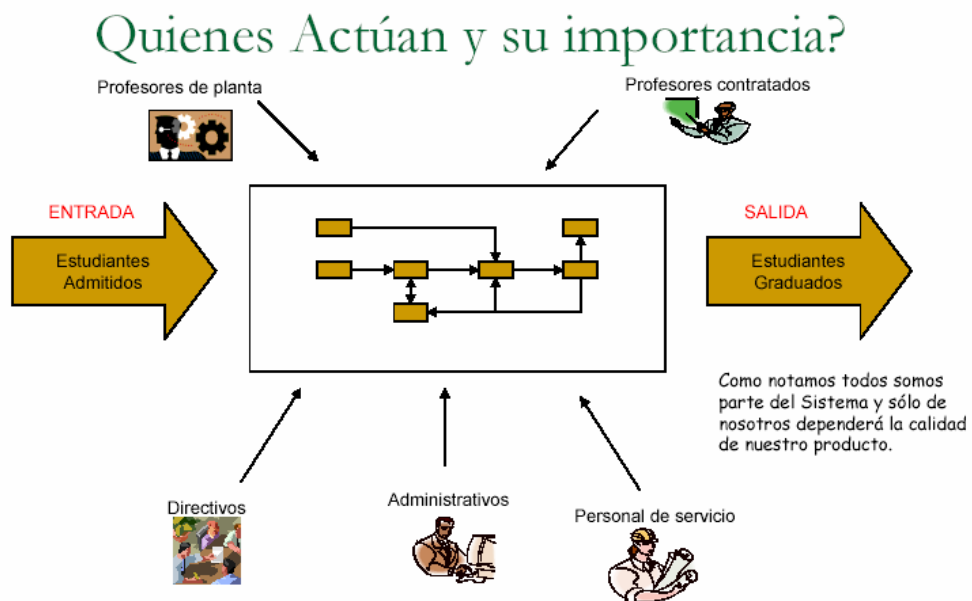 Quienes Actúan y su importancia?
Profesores de planta
Profesores contratados
ENTRADA
SALIDA
Estudiantes
Admitidos
Estudiantes
Graduados
Como notamos todos somos
parte del Sistema y sólo de
nosotros dependerá la calidad
de nuestro producto.
Directivos
Administrativos
Personal de servicio